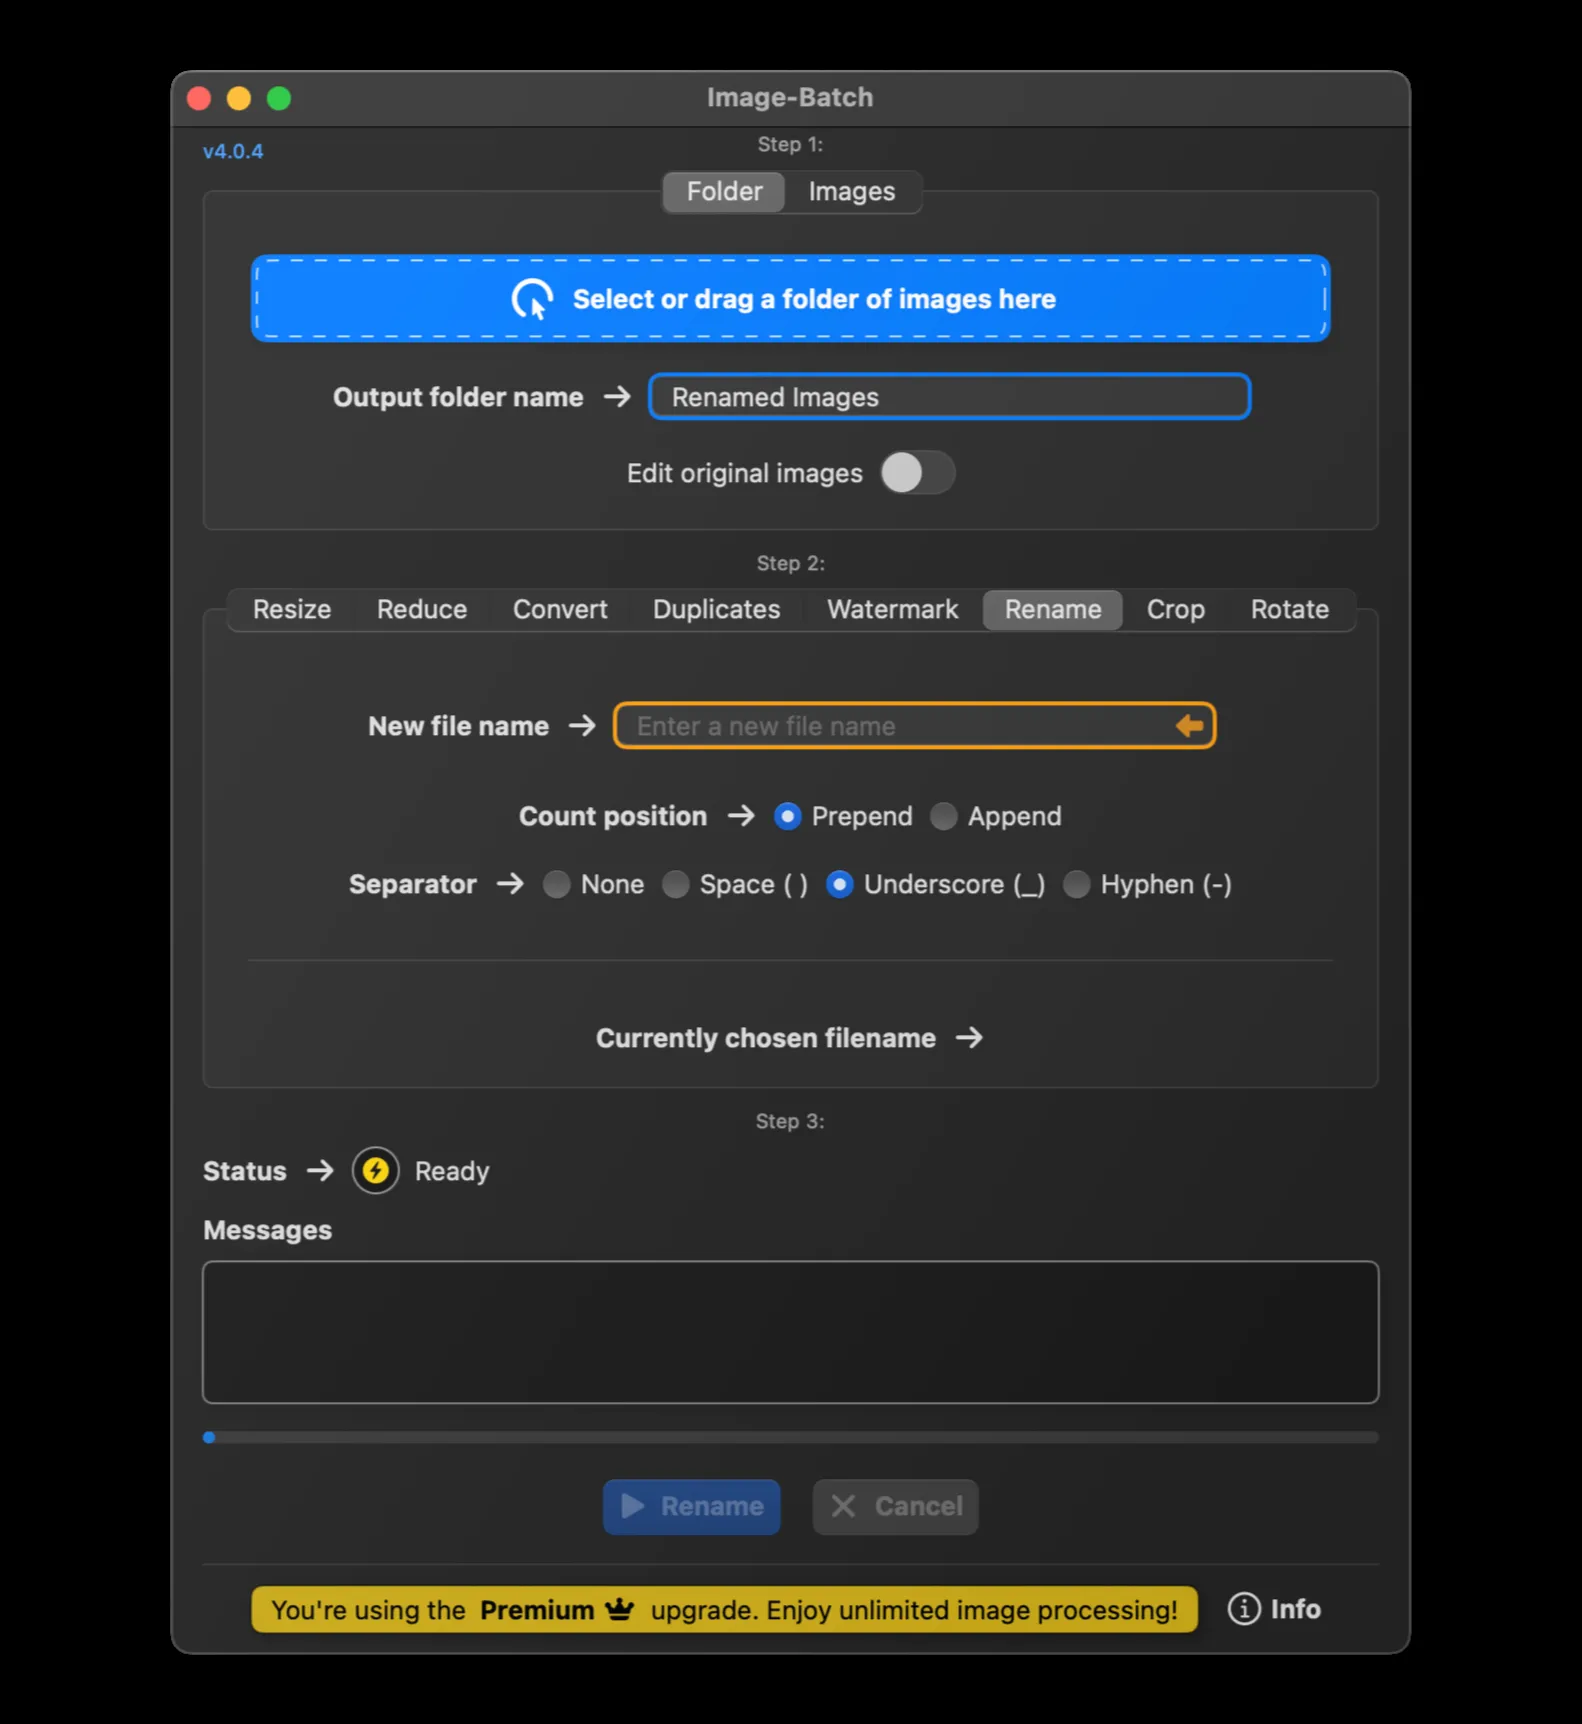 Image-Batch
v4.0.4
Step 1:
Folder Images
Select or drag a folder of images here
Output folder name → Renamed Images
Edit original images
Step 2:
Resize Reduce Convert Duplicates Watermark Rename Crop Rotate
New file name → Enter a new file name
Count position → Prepend Append
Separator → None Space ( ) Underscore (_) Hyphen (-)
Currently chosen filename →
Step 3:
Status → Ready
Messages
Rename Cancel
You're using the Premium upgrade. Enjoy unlimited image processing! Info